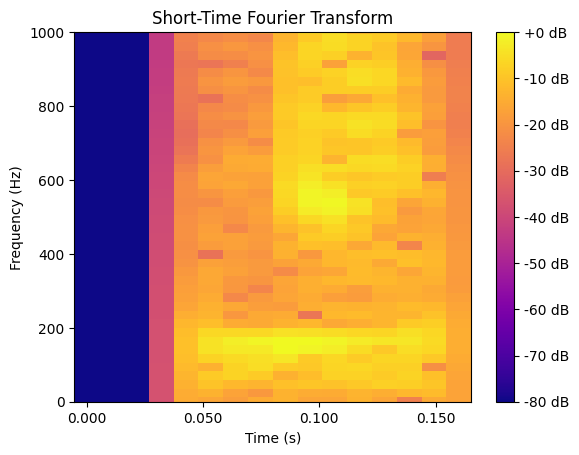 Short-Time Fourier Transform
Frequency (Hz)
1000
800
600
400
200
0
0.000
0.050
0.100
0.150
Time (s)
+0 dB
-10 dB
-20 dB
-30 dB
-40 dB
-50 dB
-60 dB
-70 dB
-80 dB